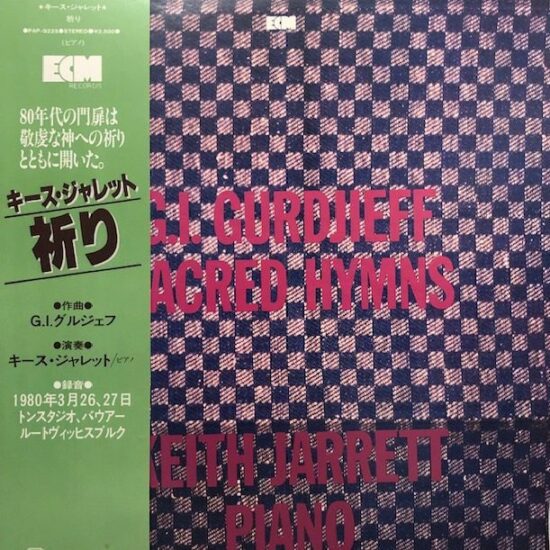 ★キース・ジャレット★
祈り
●PAP-9225●STEREO●¥2,500●
(ピアノ)
ECM
RECORDS
80年代の門扉は
敬虔な神への祈り
とともに開いた。
キース・ジャレット
祈り
●作曲●
G.I.グルジェフ
●演奏●
キース・ジャレット/ピアノ
●録音●
1980年3月26、27日
トンスタジオ、バウアー
ルートヴィッヒスブルク
ECM
G.I. GURDJIEFF
SACRED HYMNS
KEITH JARRETT
PIANO